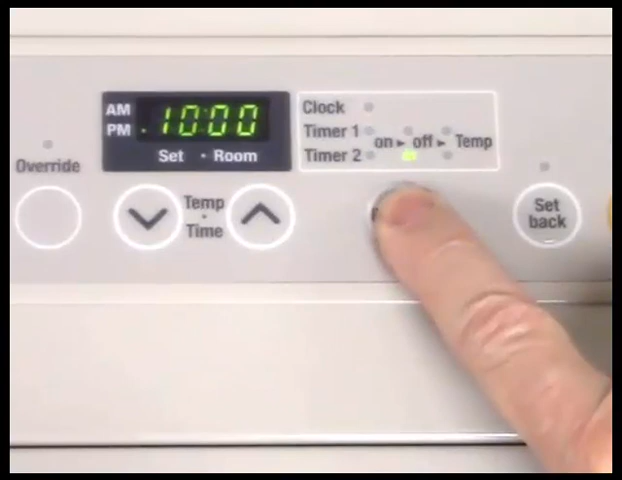 AM
PM
10:00
Set · Room
Override
Temp
Time
Clock
Timer 1
Timer 2
on ► off ► Temp
Set
back